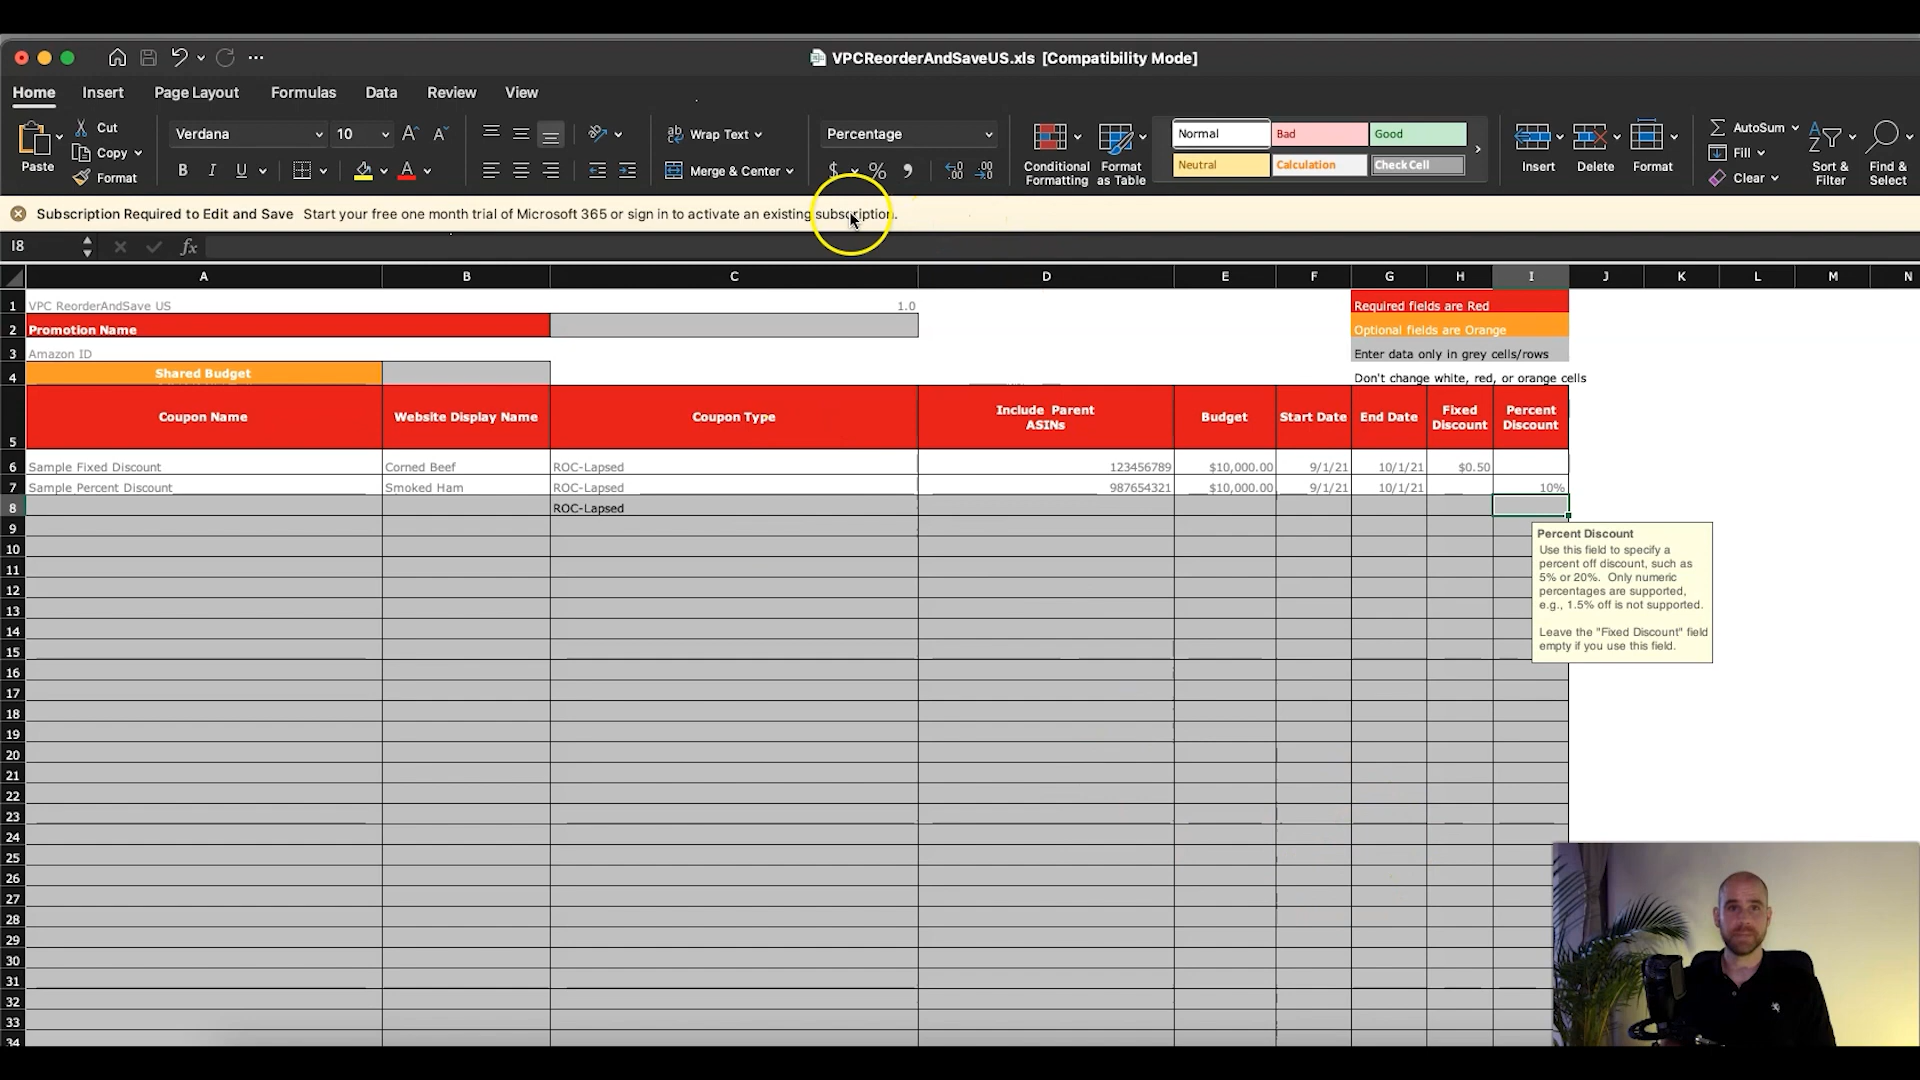 VPCReorderAndSaveUS.xls [Compatibility Mode]
Home Insert Page Layout Formulas Data Review View
Paste
Cut
Copy
Format
Verdana 10
B I U
Wrap Text
Merge & Center
Percentage
$ %
Conditional Formatting
Format as Table
Normal Bad Good
Neutral Calculation Check Cell
Insert Delete Format
AutoSum
Fill
Clear
Sort & Filter
Find & Select
Subscription Required to Edit and Save Start your free one month trial of Microsoft 365 or sign in to activate an existing subscription.
I8 fx
A B C D E F G H I J K L M N
1 VPC ReorderAndSave US 1.0 Required fields are Red
2 Promotion Name Optional fields are Orange
3 Amazon ID Enter data only in grey cells/rows
4 Shared Budget Don't change white, red, or orange cells
5 Coupon Name Website Display Name Coupon Type Include Parent ASINs Budget Start Date End Date Fixed Discount Percent Discount
6 Sample Fixed Discount Corned Beef ROC-Lapsed 123456789 $10,000.00 9/1/21 10/1/21 $0.50
7 Sample Percent Discount Smoked Ham ROC-Lapsed 987654321 $10,000.00 9/1/21 10/1/21 10%
8 ROC-Lapsed
9
10
11
12
13
14
15
16
17
18
19
20
21
22
23
24
25
26
27
28
29
30
31
32
33
34
Percent Discount
Use this field to specify a
percent off discount, such as
5% or 20%. Only numeric
percentages are supported,
e.g., 1.5% off is not supported.
Leave the "Fixed Discount" field
empty if you use this field.